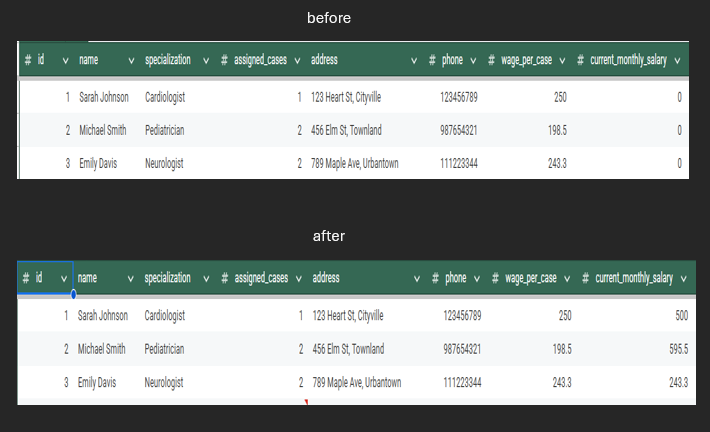 before
# id name specialization # assigned_cases address # phone # wage_per_case # current_monthly_salary
1 Sarah Johnson Cardiologist 1 123 Heart St, Cityville 123456789 250 0
2 Michael Smith Pediatrician 2 456 Elm St, Townland 987654321 198.5 0
3 Emily Davis Neurologist 2 789 Maple Ave, Urbantown 111223344 243.3 0
after
# id name specialization # assigned_cases address # phone # wage_per_case # current_monthly_salary
1 Sarah Johnson Cardiologist 1 123 Heart St, Cityville 123456789 250 500
2 Michael Smith Pediatrician 2 456 Elm St, Townland 987654321 198.5 595.5
3 Emily Davis Neurologist 2 789 Maple Ave, Urbantown 111223344 243.3 243.3